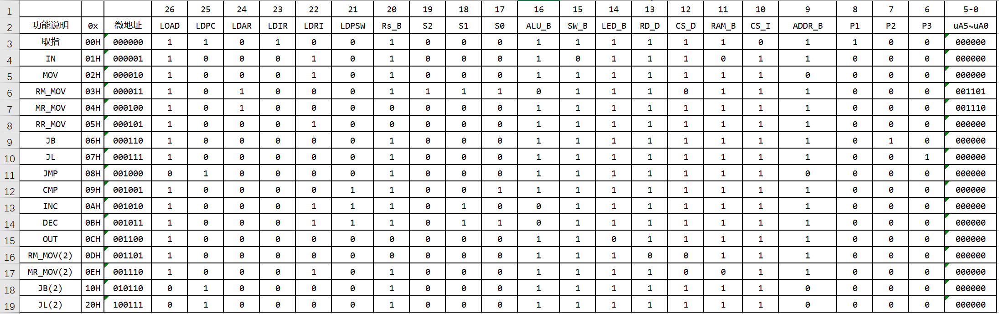 1 26 25 24 23 22 21 20 19 18 17 16 15 14 13 12 11 10 9 8 7 6 5-0
2 功能说明 0x 微地址 LOAD LDPC LDAR LDIR LDRI LDPSW Rs_B S2 S1 S0 ALU_B SW_B LED_B RD_D CS_D RAM_B CS_I ADDR_B P1 P2 P3 uA5~uA0
3 取指 00H 000000 1 1 0 1 0 0 1 0 0 0 1 1 1 1 1 1 0 1 1 0 0 000000
4 IN 01H 000001 1 0 0 0 1 0 1 0 0 0 1 0 1 1 1 0 1 1 0 0 0 000000
5 MOV 02H 000010 1 0 0 0 1 0 1 0 0 0 1 1 1 1 1 1 1 0 0 0 0 000000
6 RM_MOV 03H 000011 1 0 1 0 0 0 1 1 1 1 0 1 1 1 0 1 1 1 0 0 0 001101
7 MR_MOV 04H 000100 1 0 1 0 0 0 0 0 0 0 1 1 1 1 1 1 1 1 0 0 0 001110
8 RR_MOV 05H 000101 1 0 0 0 1 0 0 0 0 0 1 1 1 1 1 1 1 1 0 0 0 000000
9 JB 06H 000110 1 0 0 0 0 0 1 0 0 0 1 1 1 1 1 1 1 1 0 1 0 000000
10 JL 07H 000111 1 0 0 0 0 0 1 0 0 0 1 1 1 1 1 1 1 1 0 0 1 000000
11 JMP 08H 001000 0 1 0 0 0 0 1 0 0 0 1 1 1 1 1 1 1 0 0 0 0 000000
12 CMP 09H 001001 1 0 0 0 0 1 1 0 0 1 1 1 1 1 1 1 1 1 0 0 0 000000
13 INC 0AH 001010 1 0 0 0 1 1 1 0 1 0 0 1 1 1 1 1 1 1 0 0 0 000000
14 DEC 0BH 001011 1 0 0 0 1 1 1 0 1 1 0 1 1 1 1 1 1 1 0 0 0 000000
15 OUT 0CH 001100 1 0 0 0 0 0 0 0 0 0 1 1 0 1 1 1 1 1 0 0 0 000000
16 RM_MOV(2) 0DH 001101 1 0 0 0 0 0 0 0 0 0 1 1 1 0 0 1 1 1 0 0 0 000000
17 MR_MOV(2) 0EH 001110 1 0 0 0 1 0 1 0 0 0 1 1 1 1 0 0 1 1 0 0 0 000000
18 JB(2) 10H 010110 0 1 0 0 0 0 1 0 0 0 1 1 1 1 1 1 1 0 0 0 0 000000
19 JL(2) 20H 100111 0 1 0 0 0 0 1 0 0 0 1 1 1 1 1 1 1 0 0 0 0 000000